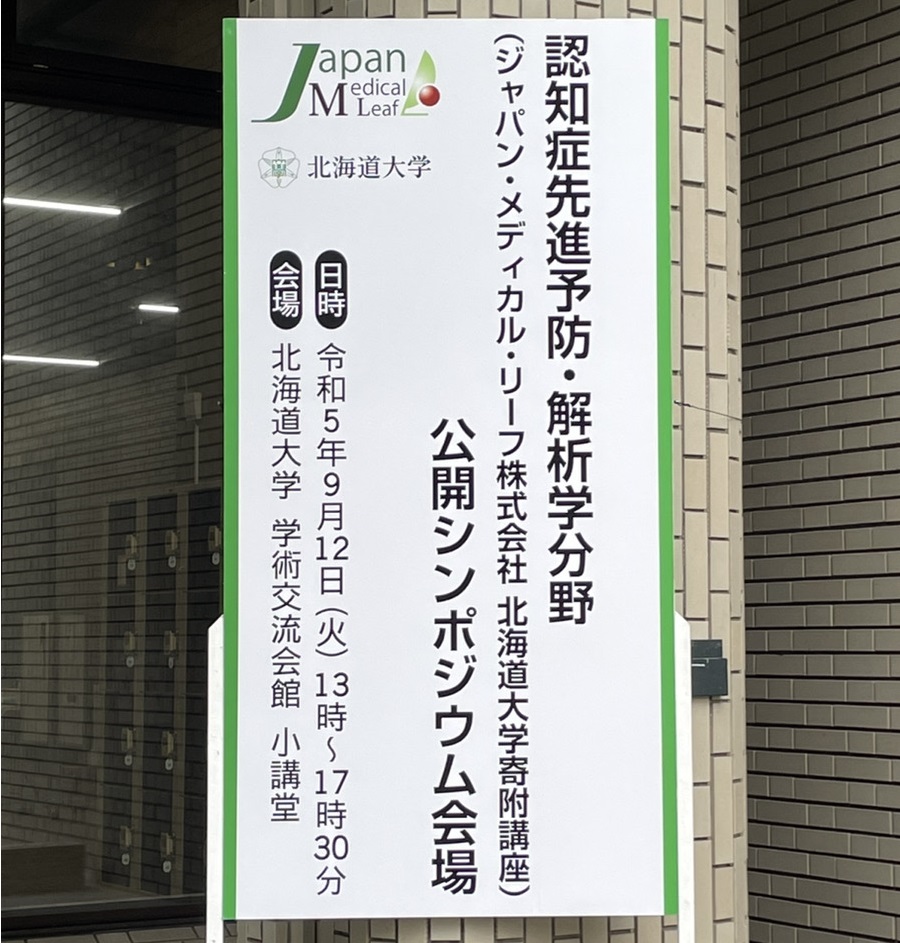 認知症先進予防・解析学分野
(ジャパン・メディカル・リーフ株式会社 北海道大学寄附講座)
公開シンポジウム会場
Japan
Medical
Leaf
北海道大学
日時 令和5年9月12日(火)13時~17時30分
会場 北海道大学 学術交流会館 小講堂